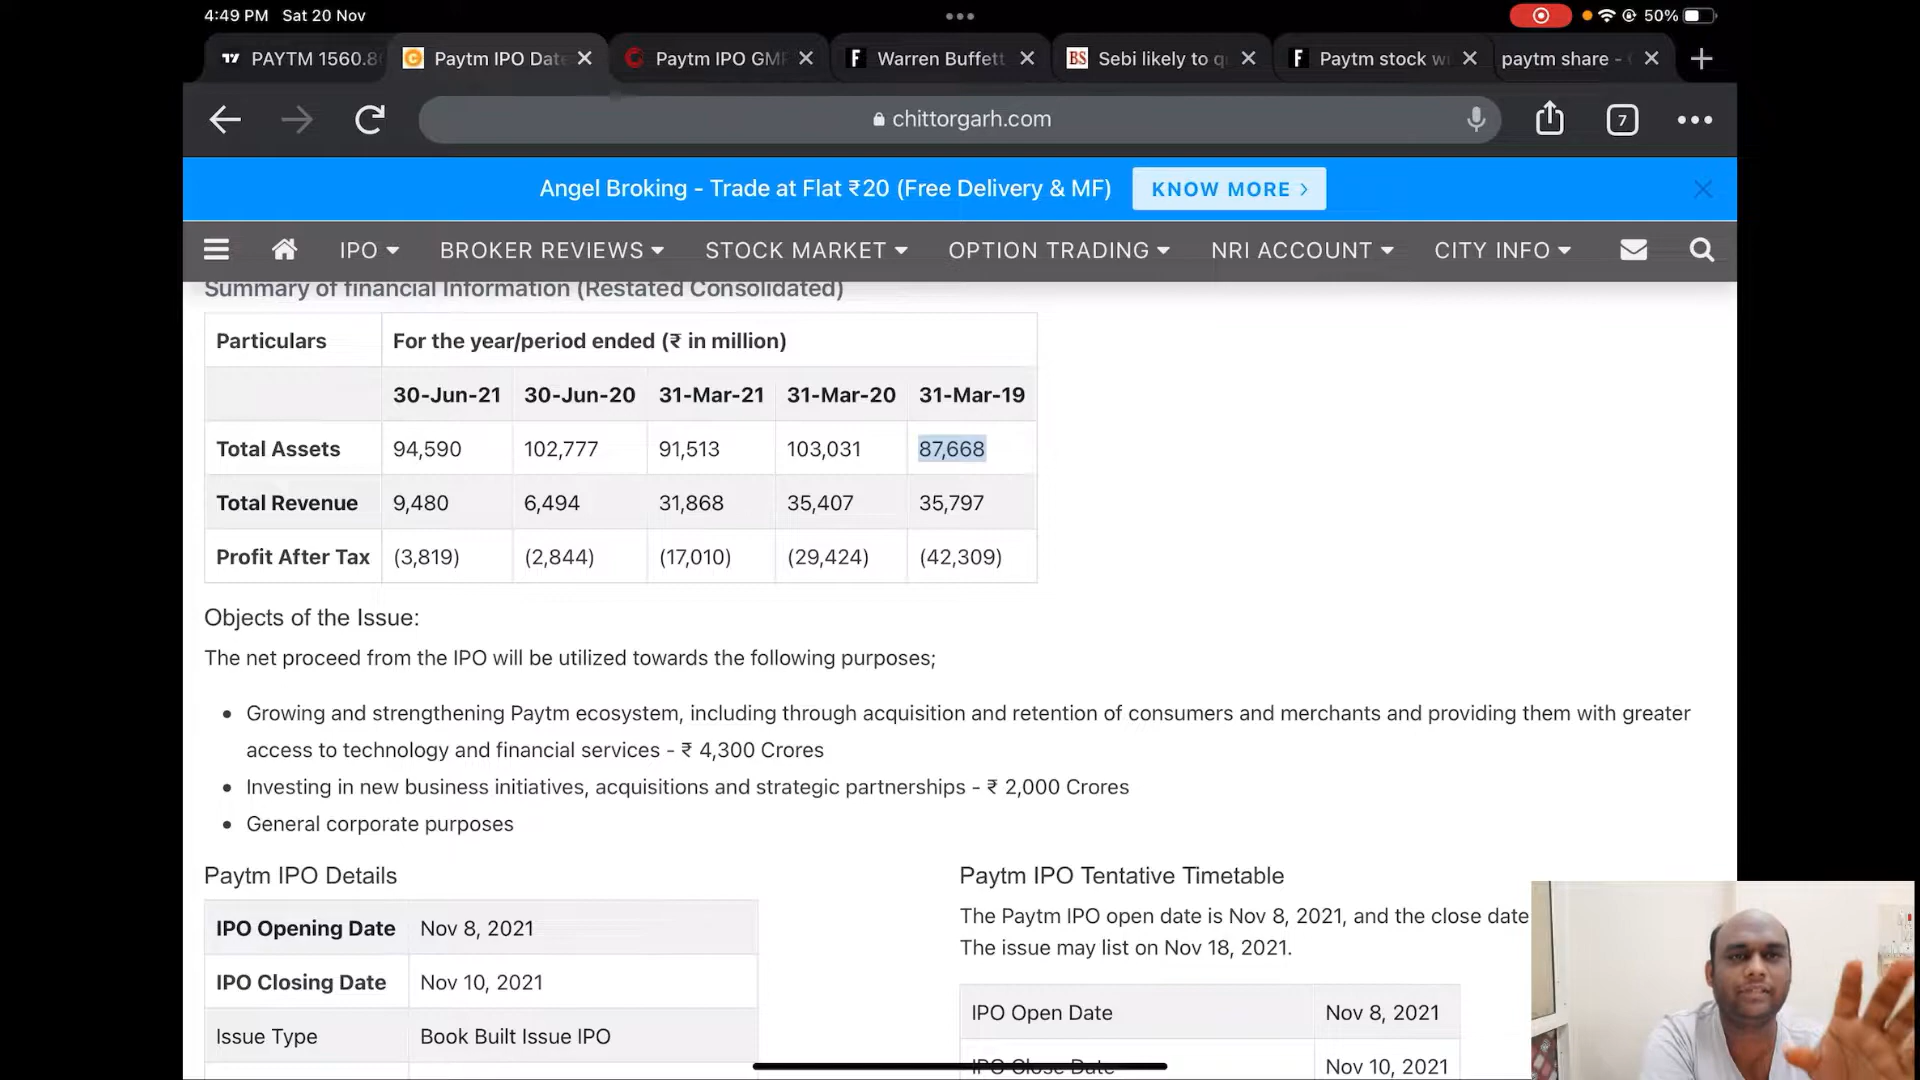 4:49 PM Sat 20 Nov
50%
PAYTM 1560.8
Paytm IPO Date
Paytm IPO GMP
Warren Buffett
Sebi likely to q
Paytm stock w
paytm share -
chittorgarh.com
7
Angel Broking - Trade at Flat ₹20 (Free Delivery & MF)
KNOW MORE >
IPO
BROKER REVIEWS
STOCK MARKET
OPTION TRADING
NRI ACCOUNT
CITY INFO
Summary of financial Information (Restated Consolidated)
Particulars For the year/period ended (₹ in million)
30-Jun-21 30-Jun-20 31-Mar-21 31-Mar-20 31-Mar-19
Total Assets 94,590 102,777 91,513 103,031 87,668
Total Revenue 9,480 6,494 31,868 35,407 35,797
Profit After Tax (3,819) (2,844) (17,010) (29,424) (42,309)
Objects of the Issue:
The net proceed from the IPO will be utilized towards the following purposes;
• Growing and strengthening Paytm ecosystem, including through acquisition and retention of consumers and merchants and providing them with greater
access to technology and financial services - ₹ 4,300 Crores
• Investing in new business initiatives, acquisitions and strategic partnerships - ₹ 2,000 Crores
• General corporate purposes
Paytm IPO Details
IPO Opening Date Nov 8, 2021
IPO Closing Date Nov 10, 2021
Issue Type Book Built Issue IPO
Paytm IPO Tentative Timetable
The Paytm IPO open date is Nov 8, 2021, and the close date
The issue may list on Nov 18, 2021.
IPO Open Date Nov 8, 2021
IPO Close Date Nov 10, 2021